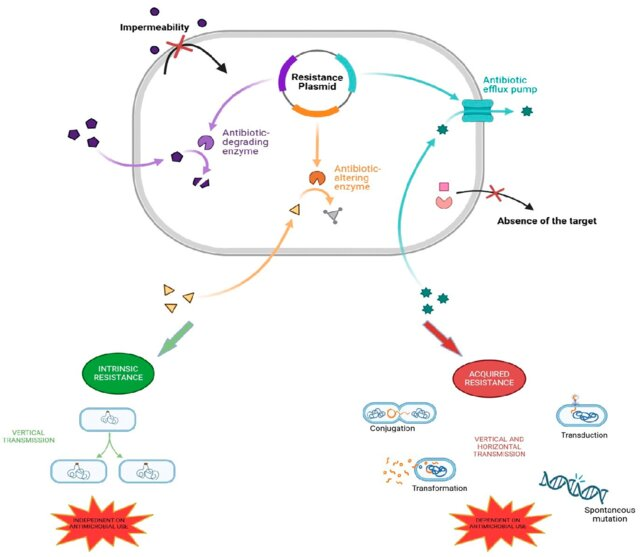 Impermeability
Resistance
Plasmid
Antibiotic
efflux pump
Antibiotic-
degrading
enzyme
Antibiotic-
altering
enzyme
Absence of the target
INTRINSIC
RESISTANCE
ACQUIRED
RESISTANCE
VERTICAL
TRANSMISSION
Conjugation
Transduction
VERTICAL AND
HORIZONTAL
TRANSMISSION
Transformation
Spontaneous
mutation
INDEPEDNENT ON
ANTIMICROBIAL USE
DEPENDENT ON
ANTIMICROBIAL USE